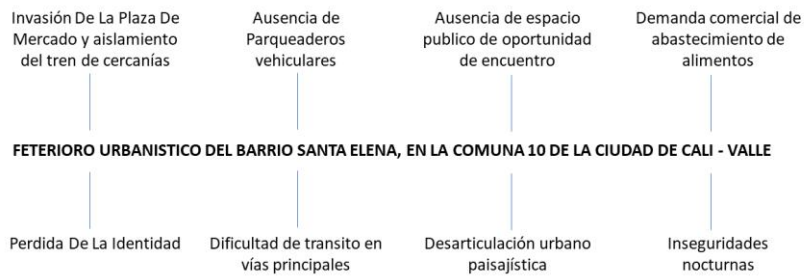 Invasión De La Plaza De
Mercado y aislamiento
del tren de cercanías
Ausencia de
Parqueaderos
vehiculares
Ausencia de espacio
publico de oportunidad
de encuentro
Demanda comercial de
abastecimiento de
alimentos
FETERIORO URBANISTICO DEL BARRIO SANTA ELENA, EN LA COMUNA 10 DE LA CIUDAD DE CALI - VALLE
Perdida De La Identidad
Dificultad de transito en
vías principales
Desarticulación urbano
paisajística
Inseguridades
nocturnas